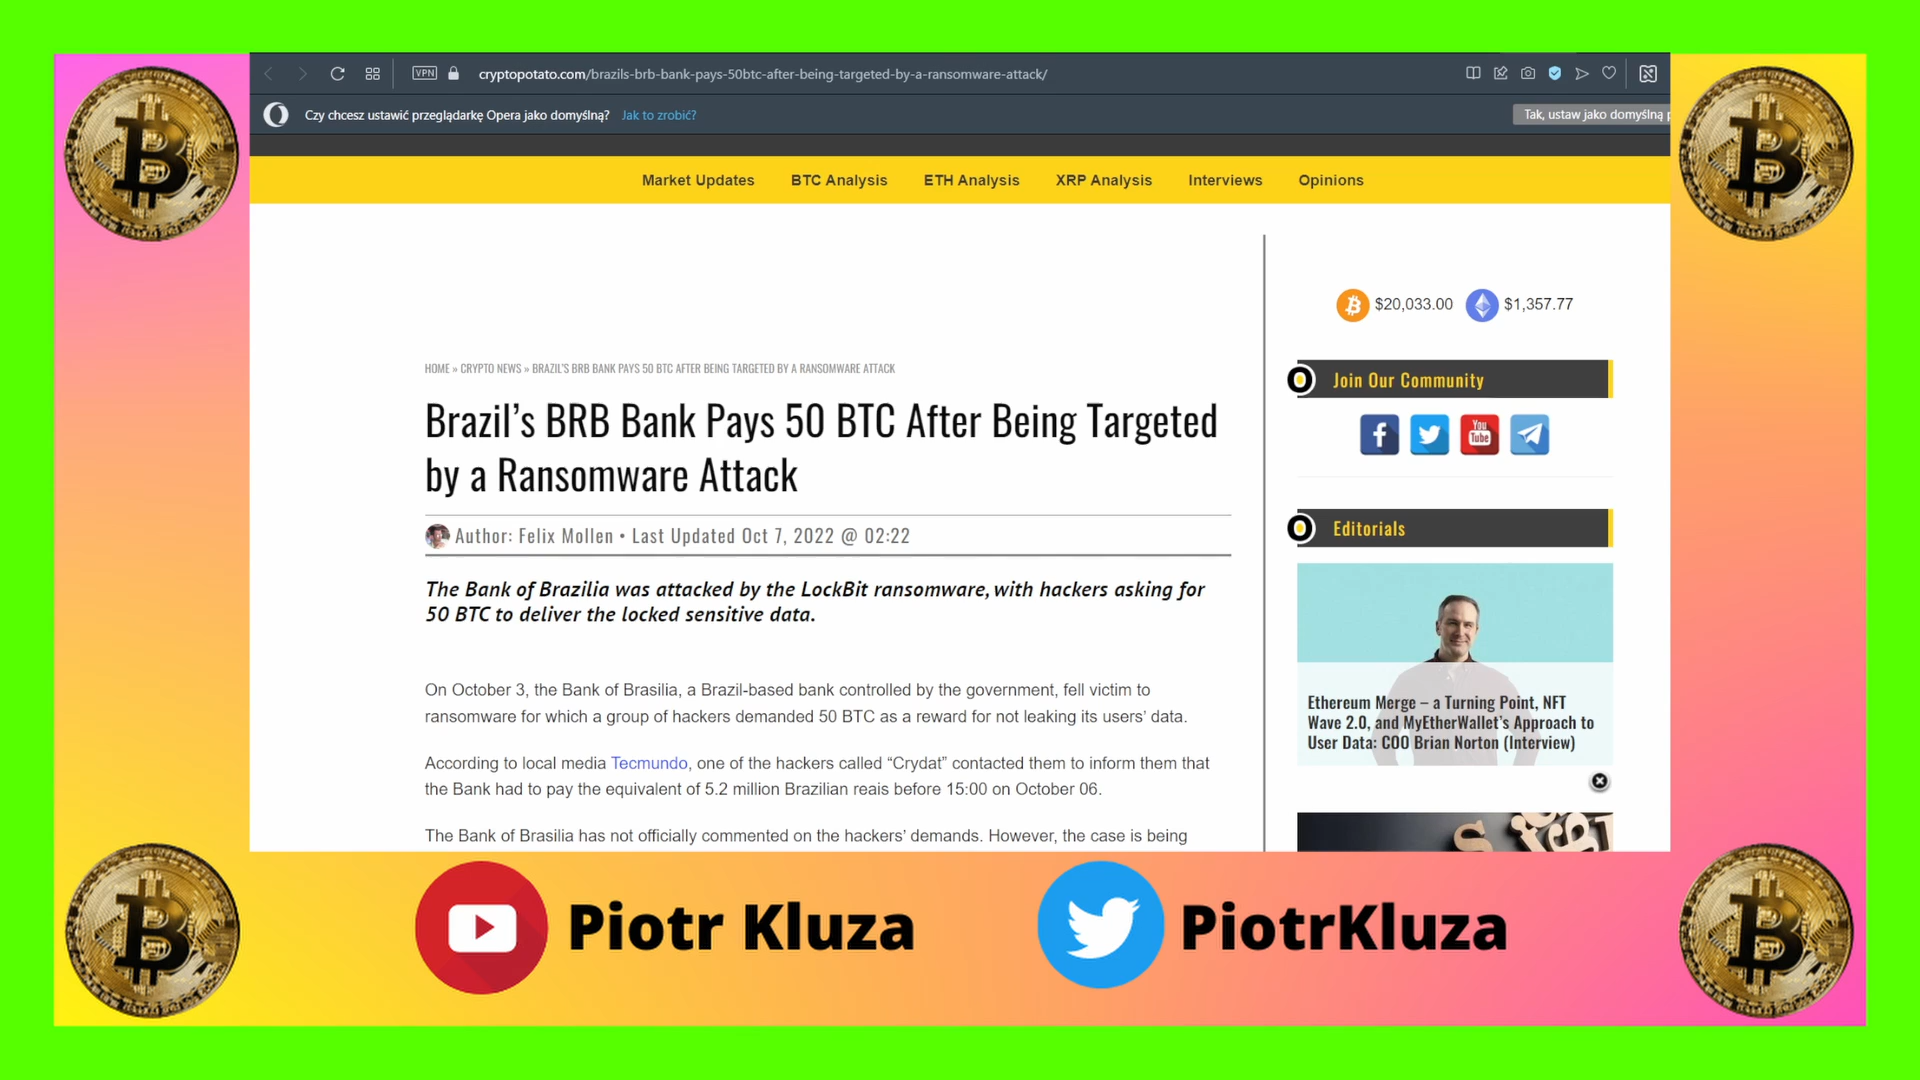 VPN
cryptopotato.com/brazils-brb-bank-pays-50btc-after-being-targeted-by-a-ransomware-attack/
Czy chcesz ustawić przeglądarkę Opera jako domyślną? Jak to zrobić?
Tak, ustaw jako domyślną p
Market Updates BTC Analysis ETH Analysis XRP Analysis Interviews Opinions
$20,033.00 $1,357.77
HOME » CRYPTO NEWS » BRAZIL'S BRB BANK PAYS 50 BTC AFTER BEING TARGETED BY A RANSOMWARE ATTACK
Brazil's BRB Bank Pays 50 BTC After Being Targeted
by a Ransomware Attack
Author: Felix Mollen • Last Updated Oct 7, 2022 @ 02:22
The Bank of Brazilia was attacked by the LockBit ransomware, with hackers asking for
50 BTC to deliver the locked sensitive data.
On October 3, the Bank of Brasilia, a Brazil-based bank controlled by the government, fell victim to
ransomware for which a group of hackers demanded 50 BTC as a reward for not leaking its users' data.
According to local media Tecmundo, one of the hackers called “Crydat” contacted them to inform them that
the Bank had to pay the equivalent of 5.2 million Brazilian reais before 15:00 on October 06.
The Bank of Brasilia has not officially commented on the hackers' demands. However, the case is being
Join Our Community
You
Tube
Editorials
Ethereum Merge – a Turning Point, NFT
Wave 2.0, and MyEtherWallet's Approach to
User Data: COO Brian Norton (Interview)
Piotr Kluza
PiotrKluza